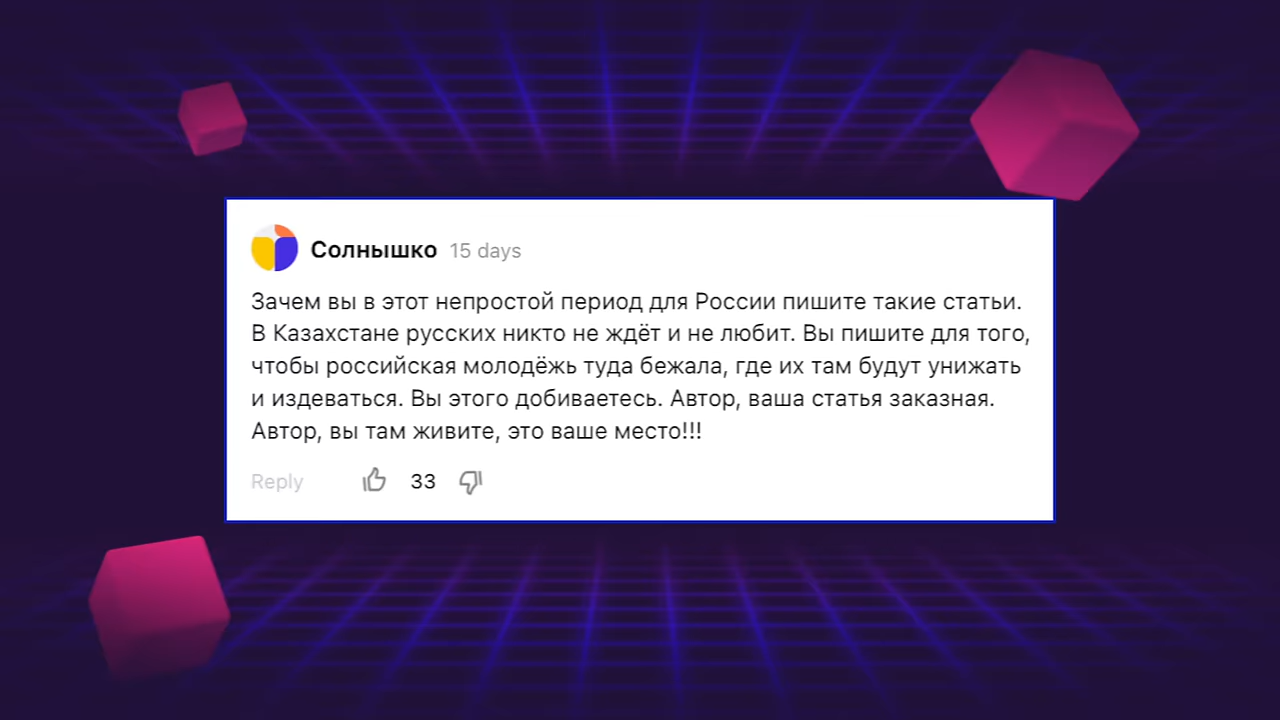 Солнышко 15 days
Зачем вы в этот непростой период для России пишите такие статьи.
В Казахстане русских никто не ждёт и не любит. Вы пишите для того,
чтобы российская молодёжь туда бежала, где их там будут унижать
и издеваться. Вы этого добиваетесь. Автор, ваша статья заказная.
Автор, вы там живите, это ваше место!!!
Reply 33